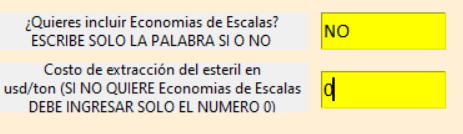 ¿Quieres incluir Economias de Escalas?
ESCRIBE SOLO LA PALABRA SI O NO
NO
Costo de extracción del esteril en
usd/ton (SI NO QUIERE Economias de Escalas
DEBE INGRESAR SOLO EL NUMERO 0)
0